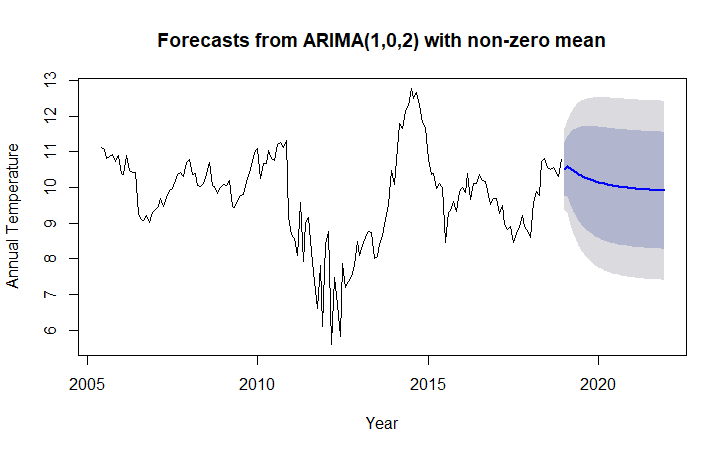 Forecasts from ARIMA(1,0,2) with non-zero mean
Annual Temperature
13
12
11
10
9
8
7
6
2005 2010 2015 2020
Year